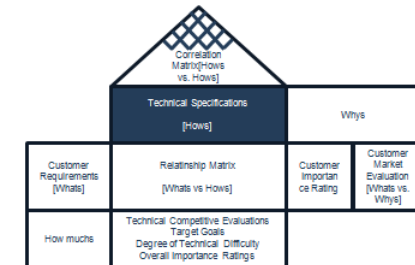 Correlation
Matrix[Hows
vs. Hows]
Technical Specifications
[Hows]
Whys
Customer
Requirements
[Whats]
Relatinship Matrix
[Whats vs Hows]
Customer
Importan
ce Rating
Customer
Market
Evaluation
[Whats vs.
Whys]
How muchs
Technical Competitive Evaluations
Target Goals
Degree of Technical Difficulty
Overall Importance Ratings